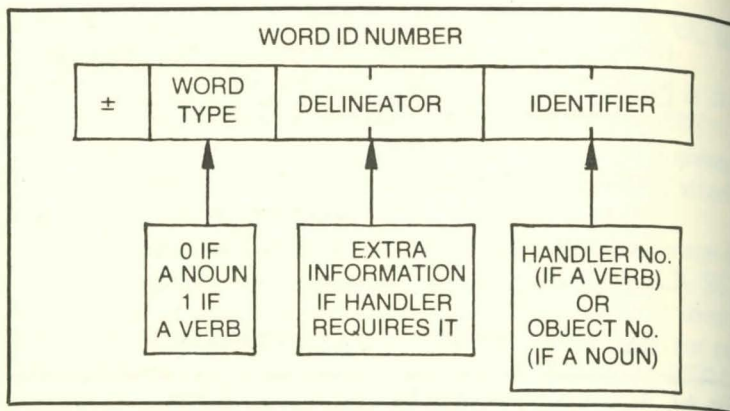 WORD ID NUMBER
± WORD TYPE DELINEATOR IDENTIFIER
0 IF
A NOUN
1 IF
A VERB
EXTRA
INFORMATION
IF HANDLER
REQUIRES IT
HANDLER No.
(IF A VERB)
OR
OBJECT No.
(IF A NOUN)